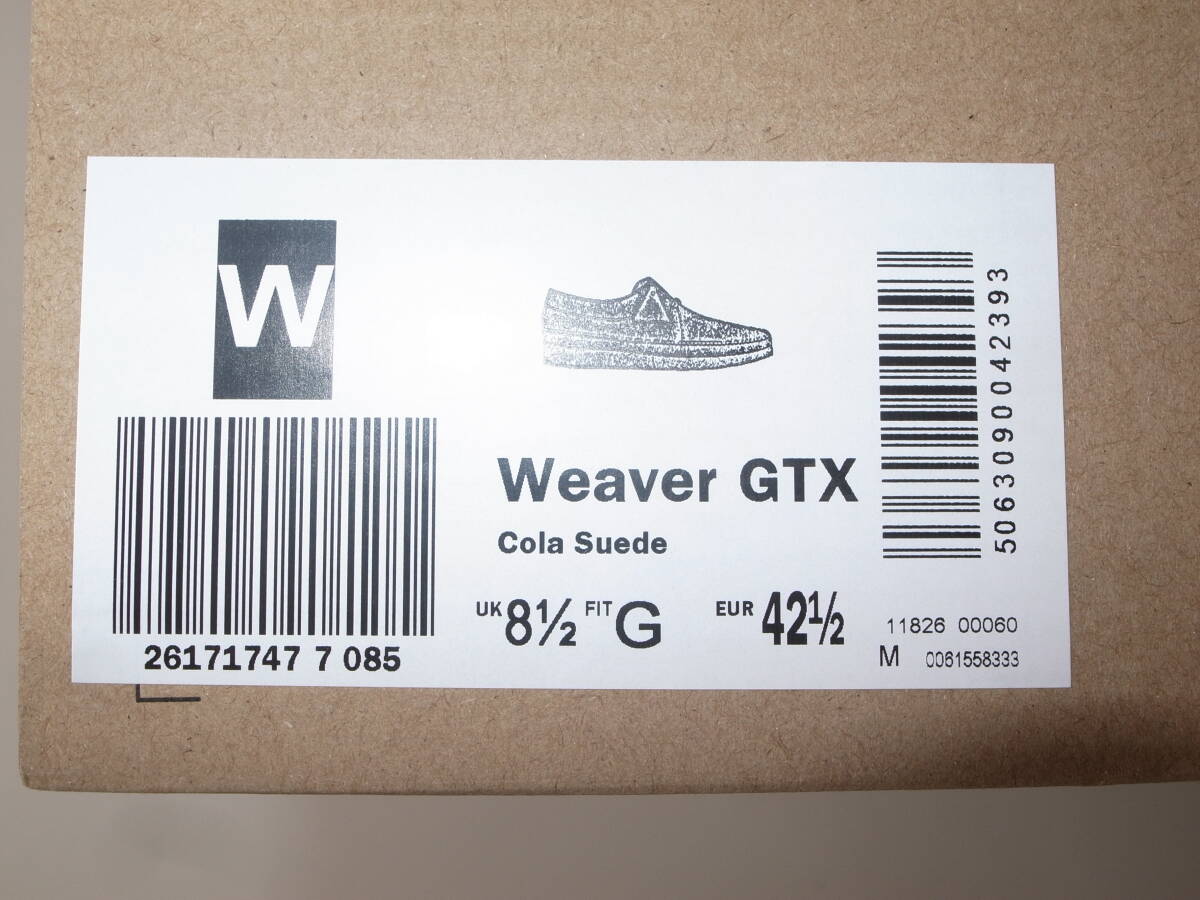 W
Weaver GTX
Cola Suede
UK 8½ FIT G EUR 42½
26171747 7 085
5063090042393
11826 00060
M 0061558333